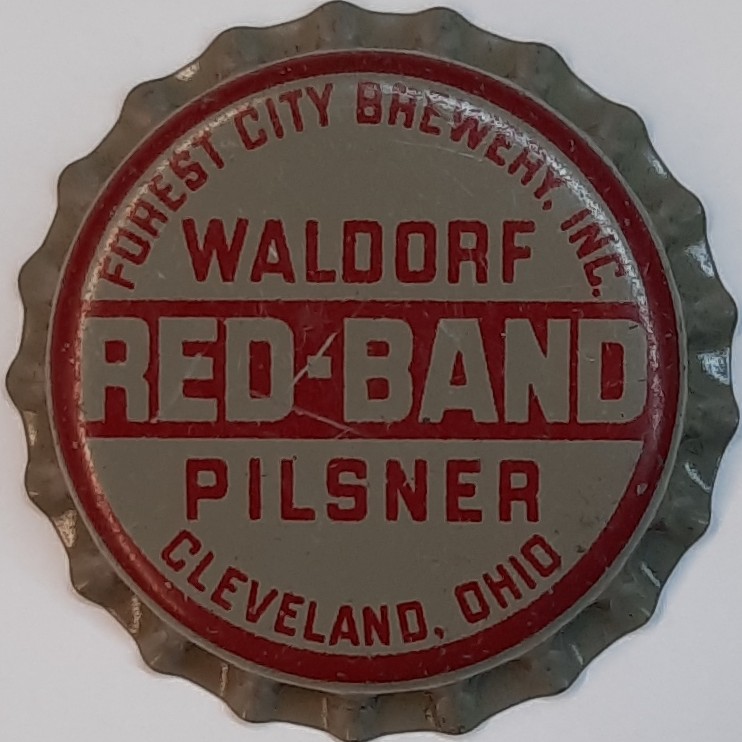 FOREST CITY BREWERY, INC.
WALDORF
RED-BAND
PILSNER
CLEVELAND, OHIO